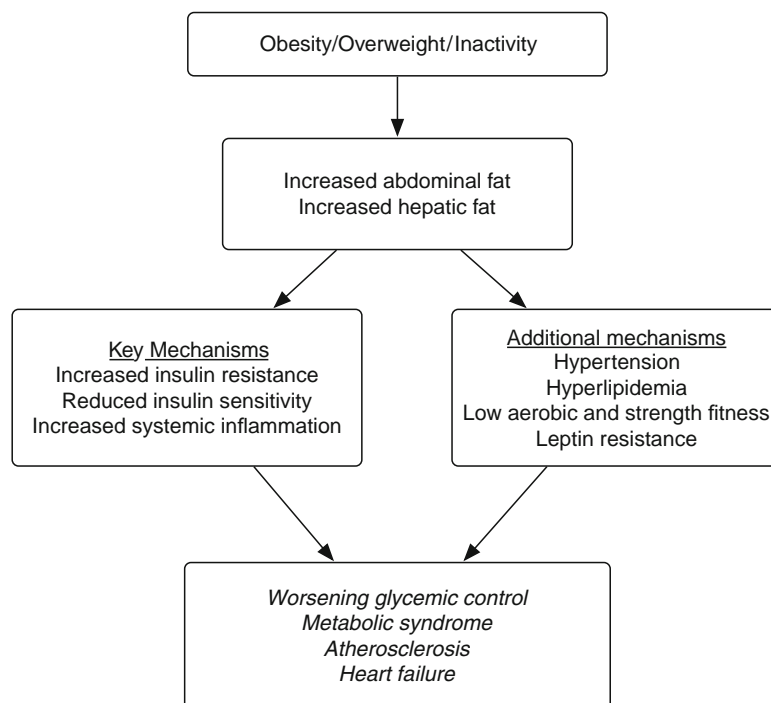 Obesity/Overweight/Inactivity
Increased abdominal fat
Increased hepatic fat
Key Mechanisms
Increased insulin resistance
Reduced insulin sensitivity
Increased systemic inflammation
Additional mechanisms
Hypertension
Hyperlipidemia
Low aerobic and strength fitness
Leptin resistance
Worsening glycemic control
Metabolic syndrome
Atherosclerosis
Heart failure